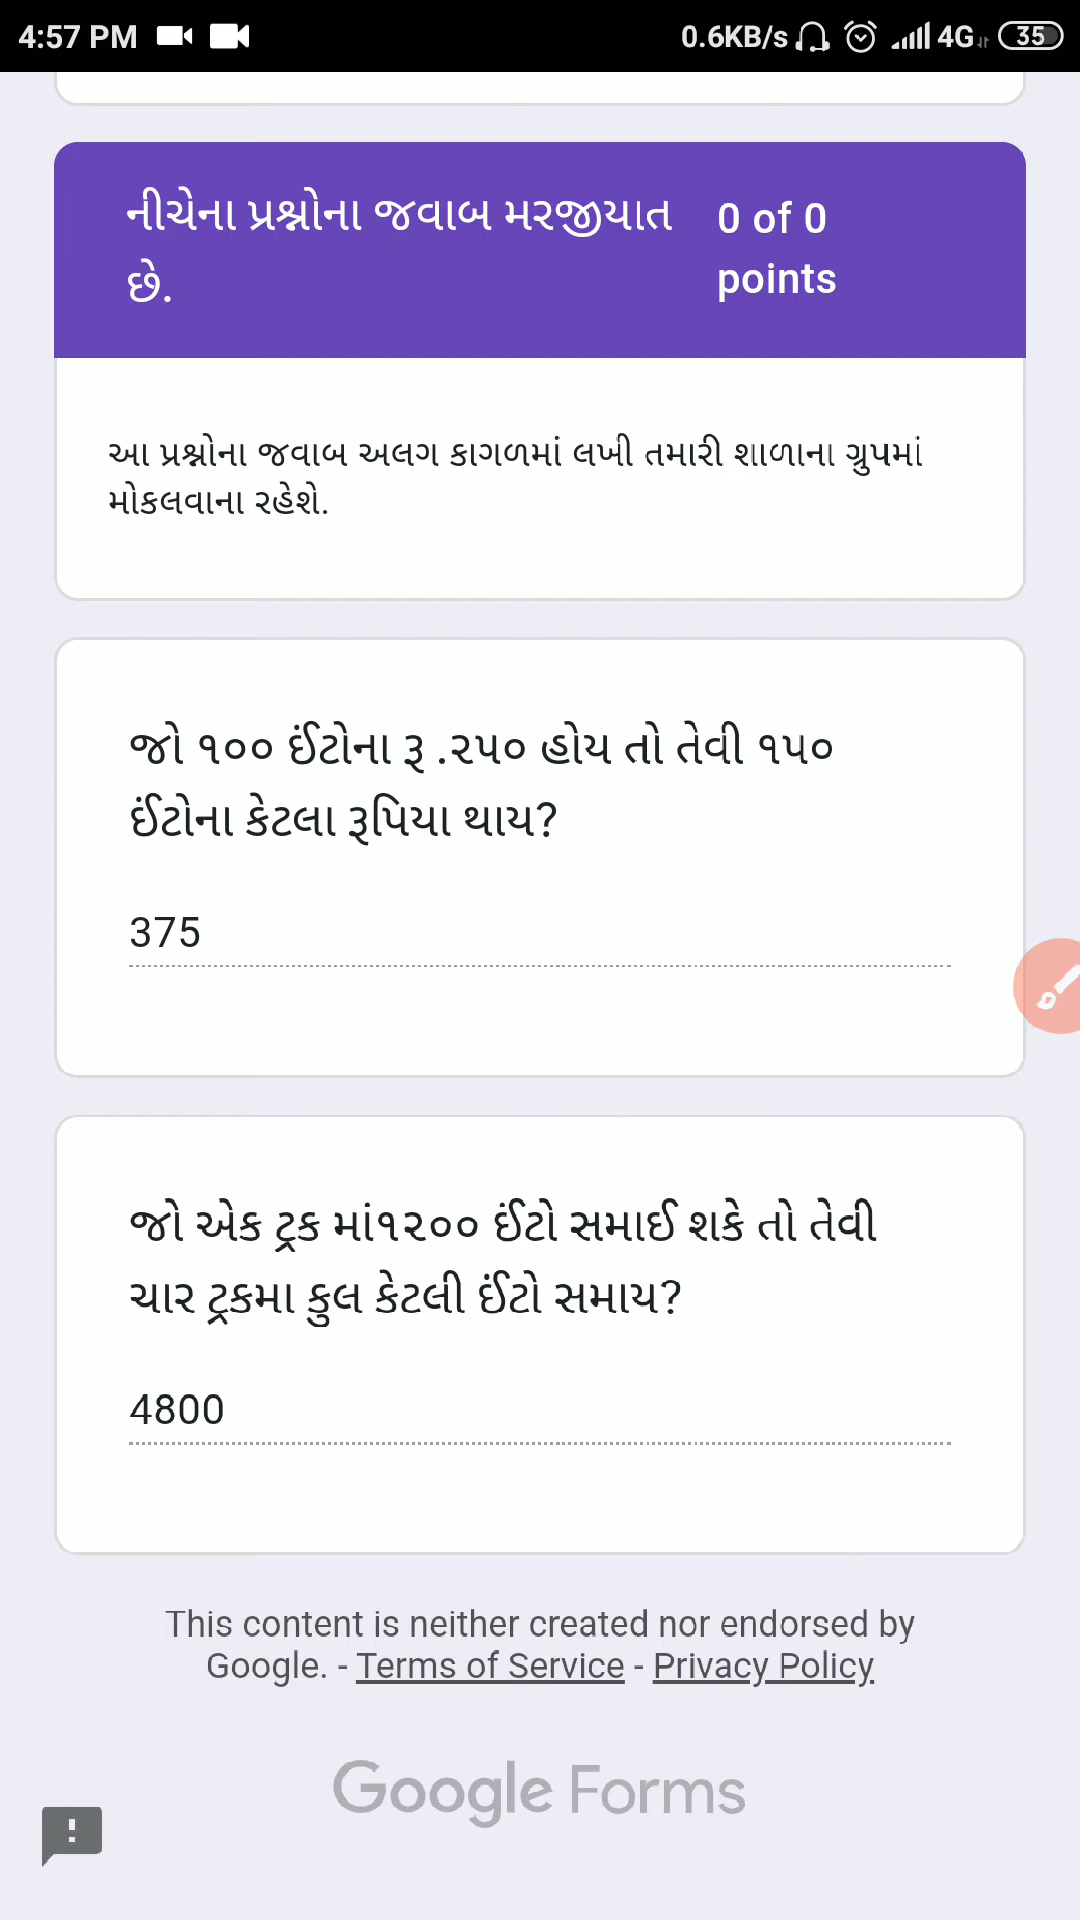 4:57 PM 0.6KB/s 4G 35
નીચેના પ્રશ્નોના જવાબ મરજીયાત
છે.
0 of 0
points
આ પ્રશ્નોના જવાબ અલગ કાગળમાં લખી તમારી શાળાના ગ્રુપમાં
મોકલવાના રહેશે.
જો ૧૦૦ ઈંટોના રૂ .૨૫૦ હોય તો તેવી ૧૫૦
ઈંટોના કેટલા રૂપિયા થાય?
375
જો એક ટ્રક માં૧૨૦૦ ઈંટો સમાઈ શકે તો તેવી
ચાર ટ્રકમા કુલ કેટલી ઈંટો સમાય?
4800
This content is neither created nor endorsed by
Google. - Terms of Service - Privacy Policy
Google Forms